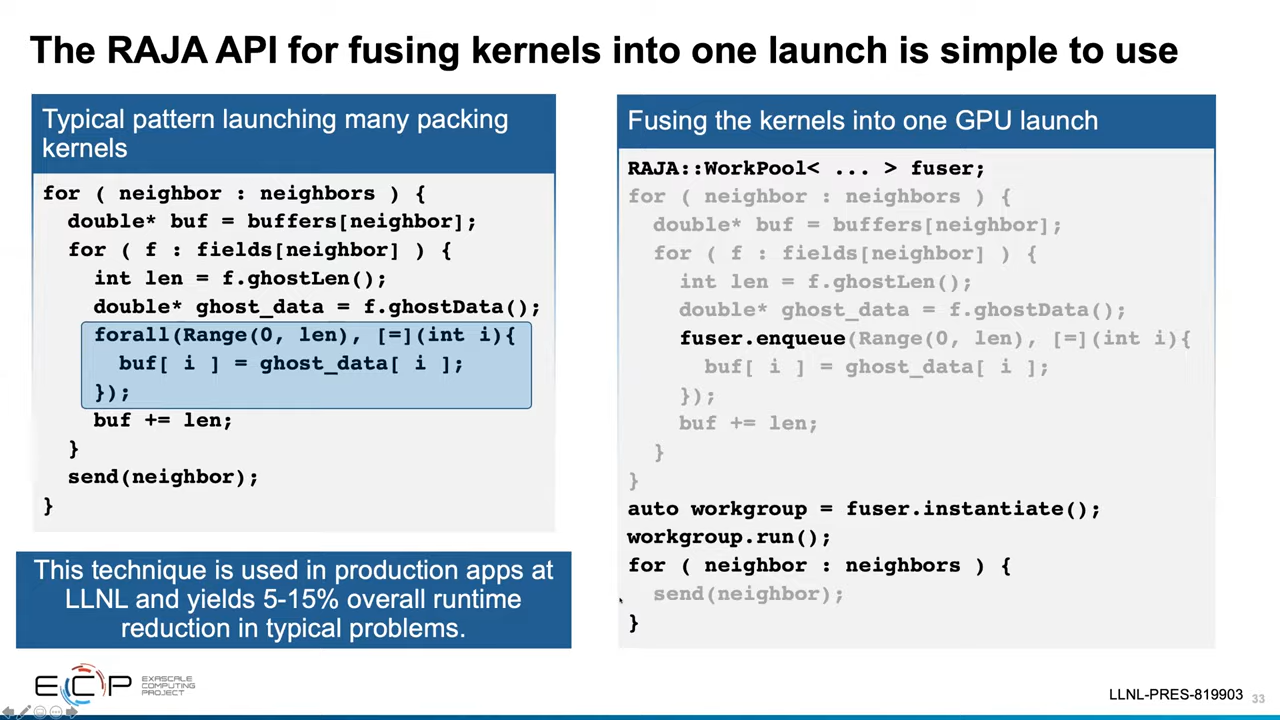 The RAJA API for fusing kernels into one launch is simple to use
Typical pattern launching many packing
kernels
for ( neighbor : neighbors ) {
  double* buf = buffers[neighbor];
  for ( f : fields[neighbor] ) {
    int len = f.ghostLen();
    double* ghost_data = f.ghostData();
    forall(Range(0, len), [=](int i){
      buf[ i ] = ghost_data[ i ];
    });
    buf += len;
  }
  send(neighbor);
}
This technique is used in production apps at
LLNL and yields 5-15% overall runtime
reduction in typical problems.
Fusing the kernels into one GPU launch
RAJA::WorkPool< ... > fuser;
for ( neighbor : neighbors ) {
  double* buf = buffers[neighbor];
  for ( f : fields[neighbor] ) {
    int len = f.ghostLen();
    double* ghost_data = f.ghostData();
    fuser.enqueue(Range(0, len), [=](int i){
      buf[ i ] = ghost_data[ i ];
    });
    buf += len;
  }
}
auto workgroup = fuser.instantiate();
workgroup.run();
for ( neighbor : neighbors ) {
  send(neighbor);
}
ECP
EXASCALE
COMPUTING
PROJECT
LLNL-PRES-819903
33